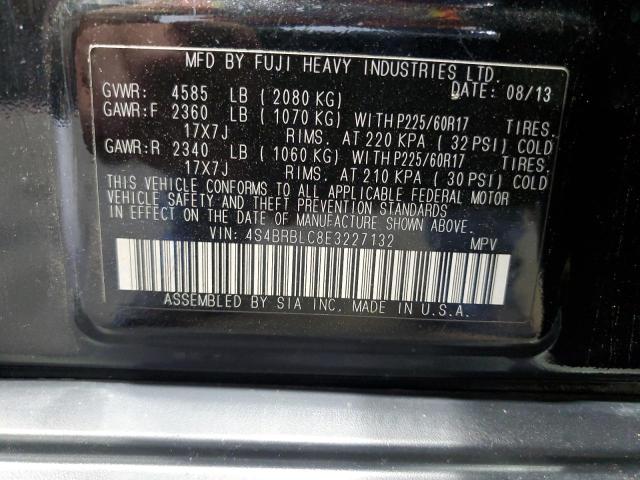 MFD BY FUJI HEAVY INDUSTRIES LTD.
GVWR: 4585 LB ( 2080 KG) DATE: 08/13
GAWR:F 2360 LB ( 1070 KG) WITH P225/60R17 TIRES.
17X7J RIMS. AT 220 KPA ( 32 PSI) COLD
GAWR:R 2340 LB ( 1060 KG) WITH P225/60R17 TIRES.
17X7J RIMS. AT 210 KPA ( 30 PSI) COLD
THIS VEHICLE CONFORMS TO ALL APPLICABLE FEDERAL MOTOR
VEHICLE SAFETY AND THEFT PREVENTION STANDARDS
IN EFFECT ON THE DATE OF MANUFACTURE SHOWN ABOVE.
VIN: 4S4BRBLC8E3227132 MPV
ASSEMBLED BY SIA INC. MADE IN U.S.A.